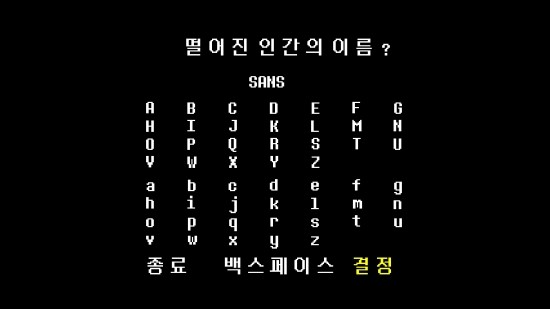 떨어진 인간의 이름?
SANS
A B C D E F G
H I J K L M N
O P Q R S T U
V W X Y Z
a b c d e f g
h i j k l m n
o p q r s t u
v w x y z
종료 백스페이스 결정